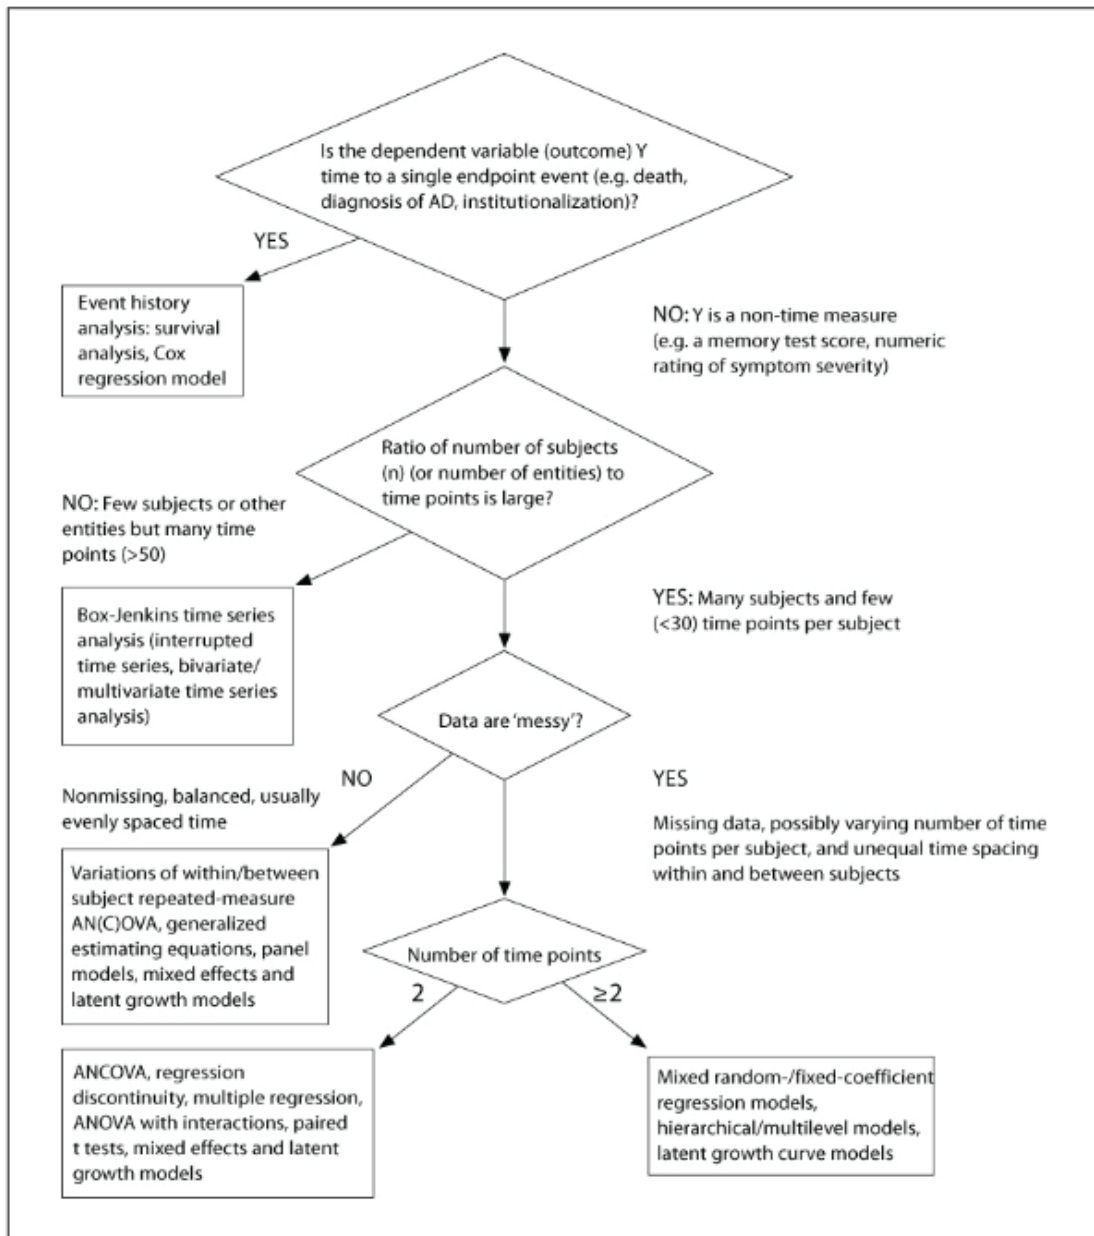 Is the dependent variable (outcome) Y
time to a single endpoint event (e.g. death,
diagnosis of AD, institutionalization)?
YES
Event history
analysis: survival
analysis, Cox
regression model
NO: Y is a non-time measure
(e.g. a memory test score, numeric
rating of symptom severity)
Ratio of number of subjects
(n) (or number of entities) to
time points is large?
NO: Few subjects or other
entities but many time
points (>50)
Box-Jenkins time series
analysis (interrupted
time series, bivariate/
multivariate time series
analysis)
YES: Many subjects and few
(<30) time points per subject
Data are ‘messy’?
NO
Nonmissing, balanced, usually
evenly spaced time
Variations of within/between
subject repeated-measure
AN(C)OVA, generalized
estimating equations, panel
models, mixed effects and
latent growth models
YES
Missing data, possibly varying number of time
points per subject, and unequal time spacing
within and between subjects
Number of time points
2
≥2
ANCOVA, regression
discontinuity, multiple regression,
ANOVA with interactions, paired
t tests, mixed effects and latent
growth models
Mixed random-/fixed-coefficient
regression models,
hierarchical/multilevel models,
latent growth curve models